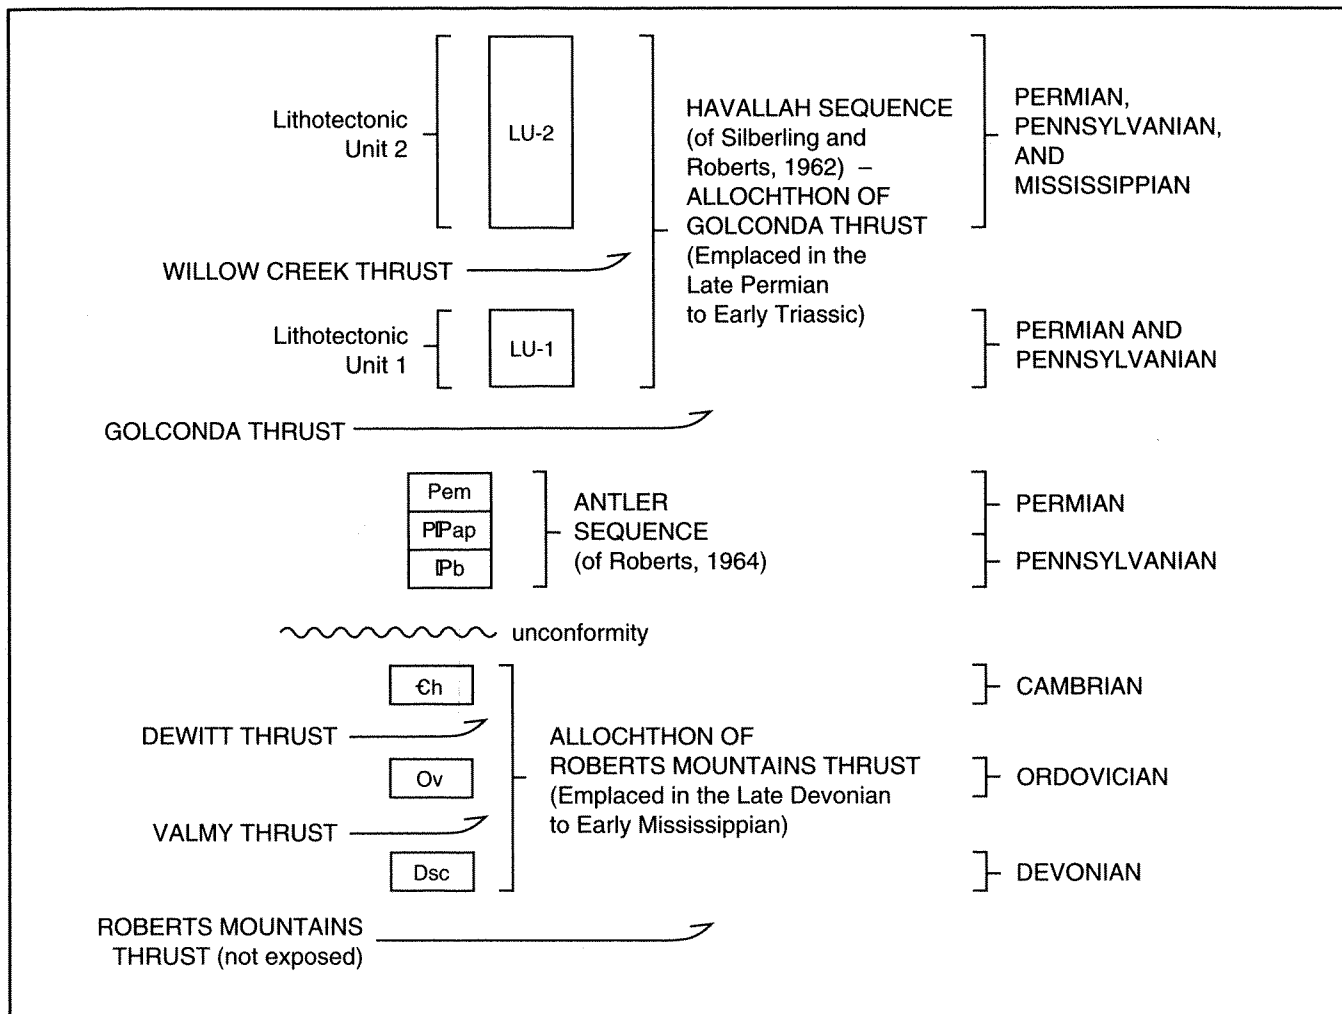 Lithotectonic
Unit 2
LU-2
HAVALLAH SEQUENCE
(of Silberling and
Roberts, 1962) –
ALLOCHTHON OF
GOLCONDA THRUST
(Emplaced in the
Late Permian
to Early Triassic)
PERMIAN,
PENNSYLVANIAN,
AND
MISSISSIPPIAN
WILLOW CREEK THRUST
Lithotectonic
Unit 1
LU-1
PERMIAN AND
PENNSYLVANIAN
GOLCONDA THRUST
Pem
PℙPap
ℙb
ANTLER
SEQUENCE
(of Roberts, 1964)
PERMIAN
PENNSYLVANIAN
unconformity
Єh
CAMBRIAN
DEWITT THRUST
Ov
ALLOCHTHON OF
ROBERTS MOUNTAINS THRUST
(Emplaced in the Late Devonian
to Early Mississippian)
ORDOVICIAN
VALMY THRUST
Dsc
DEVONIAN
ROBERTS MOUNTAINS
THRUST (not exposed)